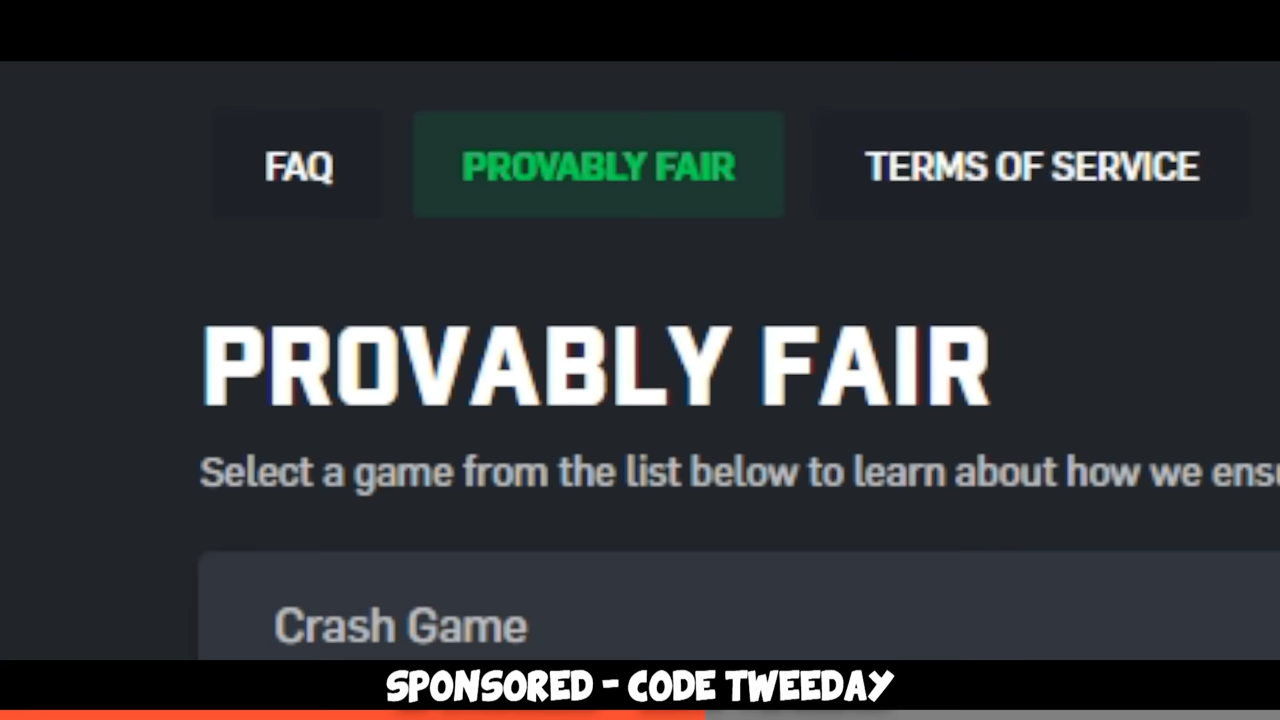 FAQ PROVABLY FAIR TERMS OF SERVICE
PROVABLY FAIR
Select a game from the list below to learn about how we
Crash Game
SPONSORED - CODE TWEEDAY